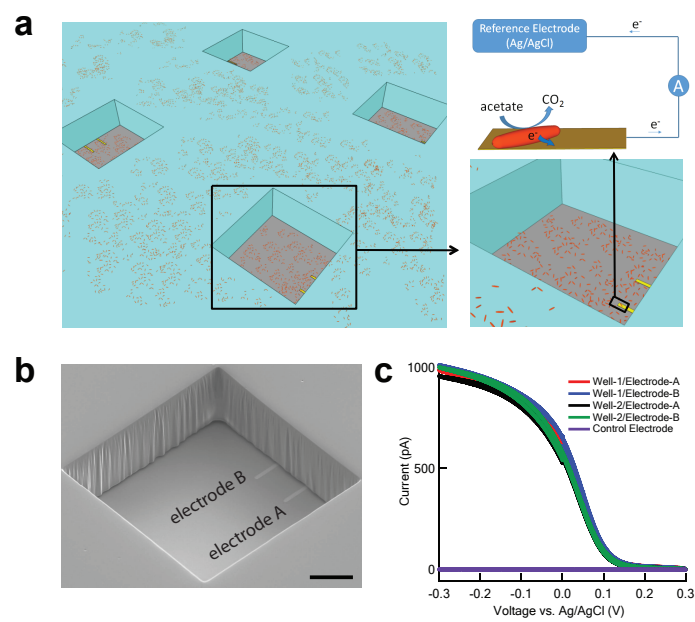 a
Reference Electrode
(Ag/AgCl)
e-
A
acetate
CO2
e-
e-
b
electrode B
electrode A
c
1000
500
0
Current (pA)
Well-1/Electrode-A
Well-1/Electrode-B
Well-2/Electrode-A
Well-2/Electrode-B
Control Electrode
-0.3
-0.2
-0.1
0.0
0.1
0.2
0.3
Voltage vs. Ag/AgCl (V)